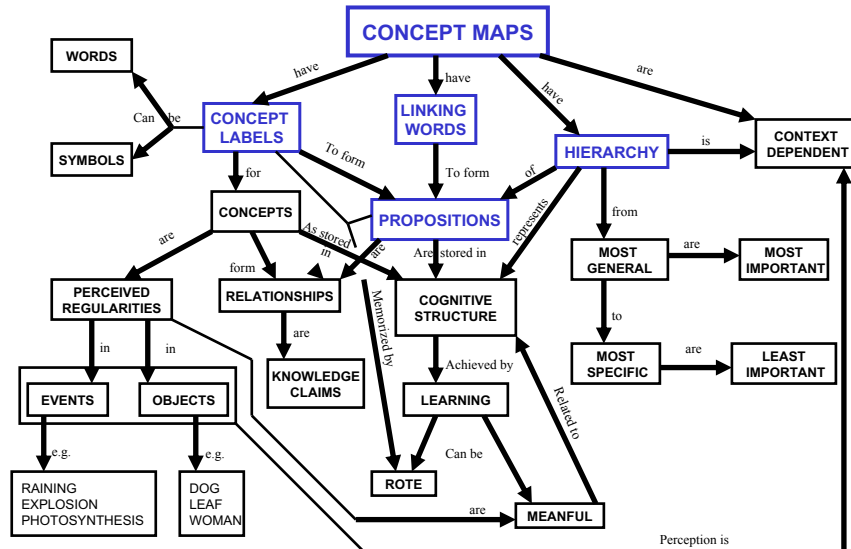 CONCEPT MAPS
WORDS
have
have
are
have
Can be
CONCEPT
LABELS
LINKING
WORDS
CONTEXT
DEPENDENT
SYMBOLS
To form
HIERARCHY
is
for
To form
of
CONCEPTS
PROPOSITIONS
represents
from
are
As stored
in
are
Are stored in
MOST
GENERAL
are
MOST
IMPORTANT
form
PERCEIVED
REGULARITIES
RELATIONSHIPS
COGNITIVE
STRUCTURE
to
in
in
are
Memorized by
Achieved by
MOST
SPECIFIC
are
LEAST
IMPORTANT
KNOWLEDGE
CLAIMS
EVENTS
OBJECTS
LEARNING
Related to
e.g.
e.g.
Can be
RAINING
EXPLOSION
PHOTOSYNTHESIS
DOG
LEAF
WOMAN
ROTE
are
MEANFUL
Perception is